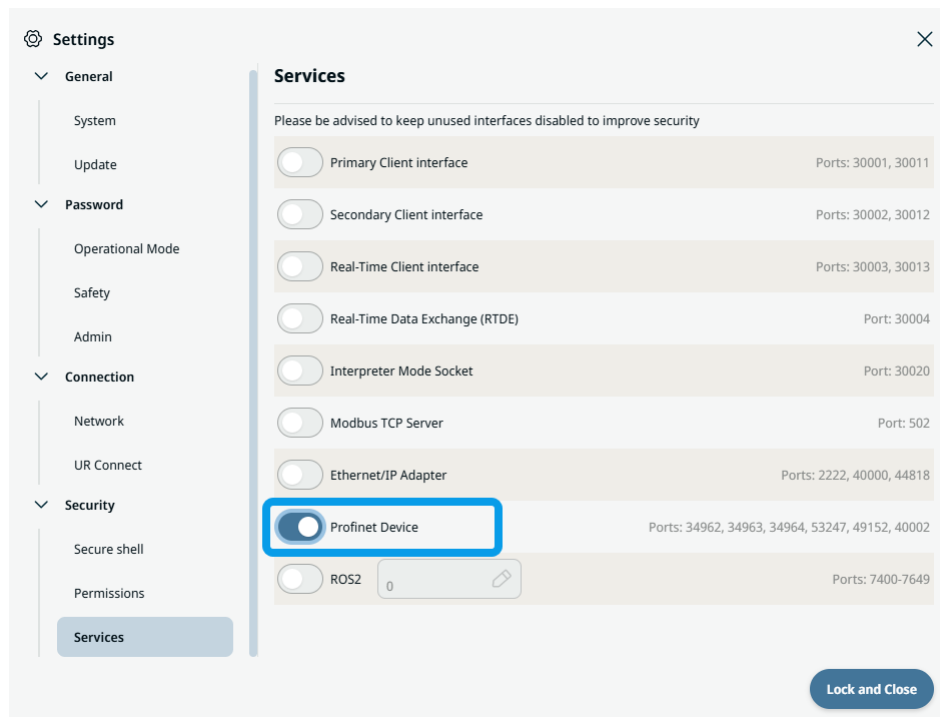 Settings
General
System
Update
Password
Operational Mode
Safety
Admin
Connection
Network
UR Connect
Security
Secure shell
Permissions
Services
Services
Please be advised to keep unused interfaces disabled to improve security
Primary Client interface Ports: 30001, 30011
Secondary Client interface Ports: 30002, 30012
Real-Time Client interface Ports: 30003, 30013
Real-Time Data Exchange (RTDE) Port: 30004
Interpreter Mode Socket Port: 30020
Modbus TCP Server Port: 502
Ethernet/IP Adapter Ports: 2222, 40000, 44818
Profinet Device Ports: 34962, 34963, 34964, 53247, 49152, 40002
ROS2 0 Ports: 7400-7649
Lock and Close